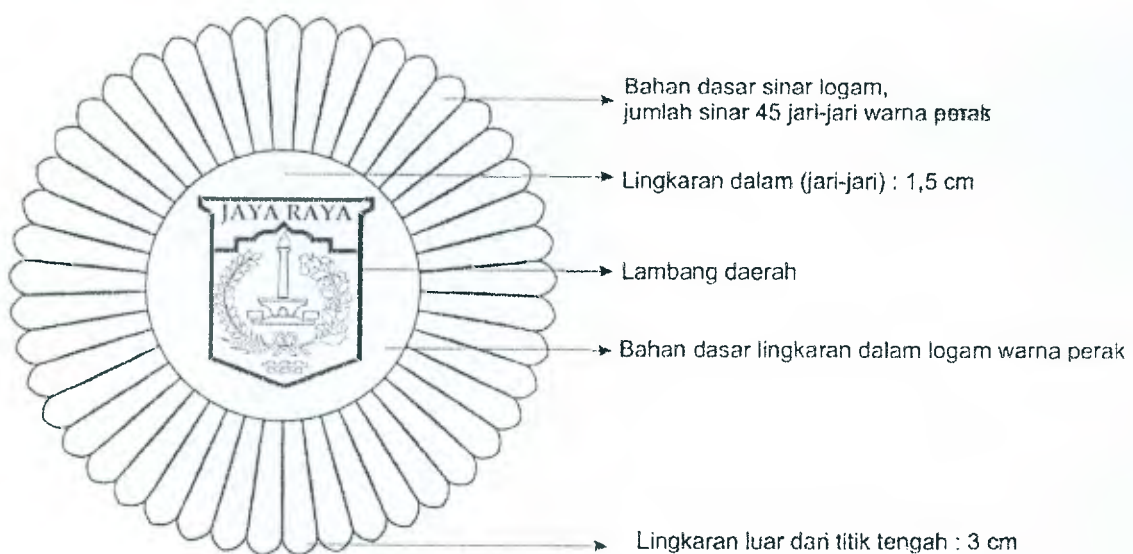 Bahan dasar sinar logam,
jumlah sinar 45 jari-jari warna perak
Lingkaran dalam (jari-jari) : 1,5 cm
JAYA RAYA
Lambang daerah
Bahan dasar lingkaran dalam logam warna perak
Lingkaran luar dari titik tengah : 3 cm